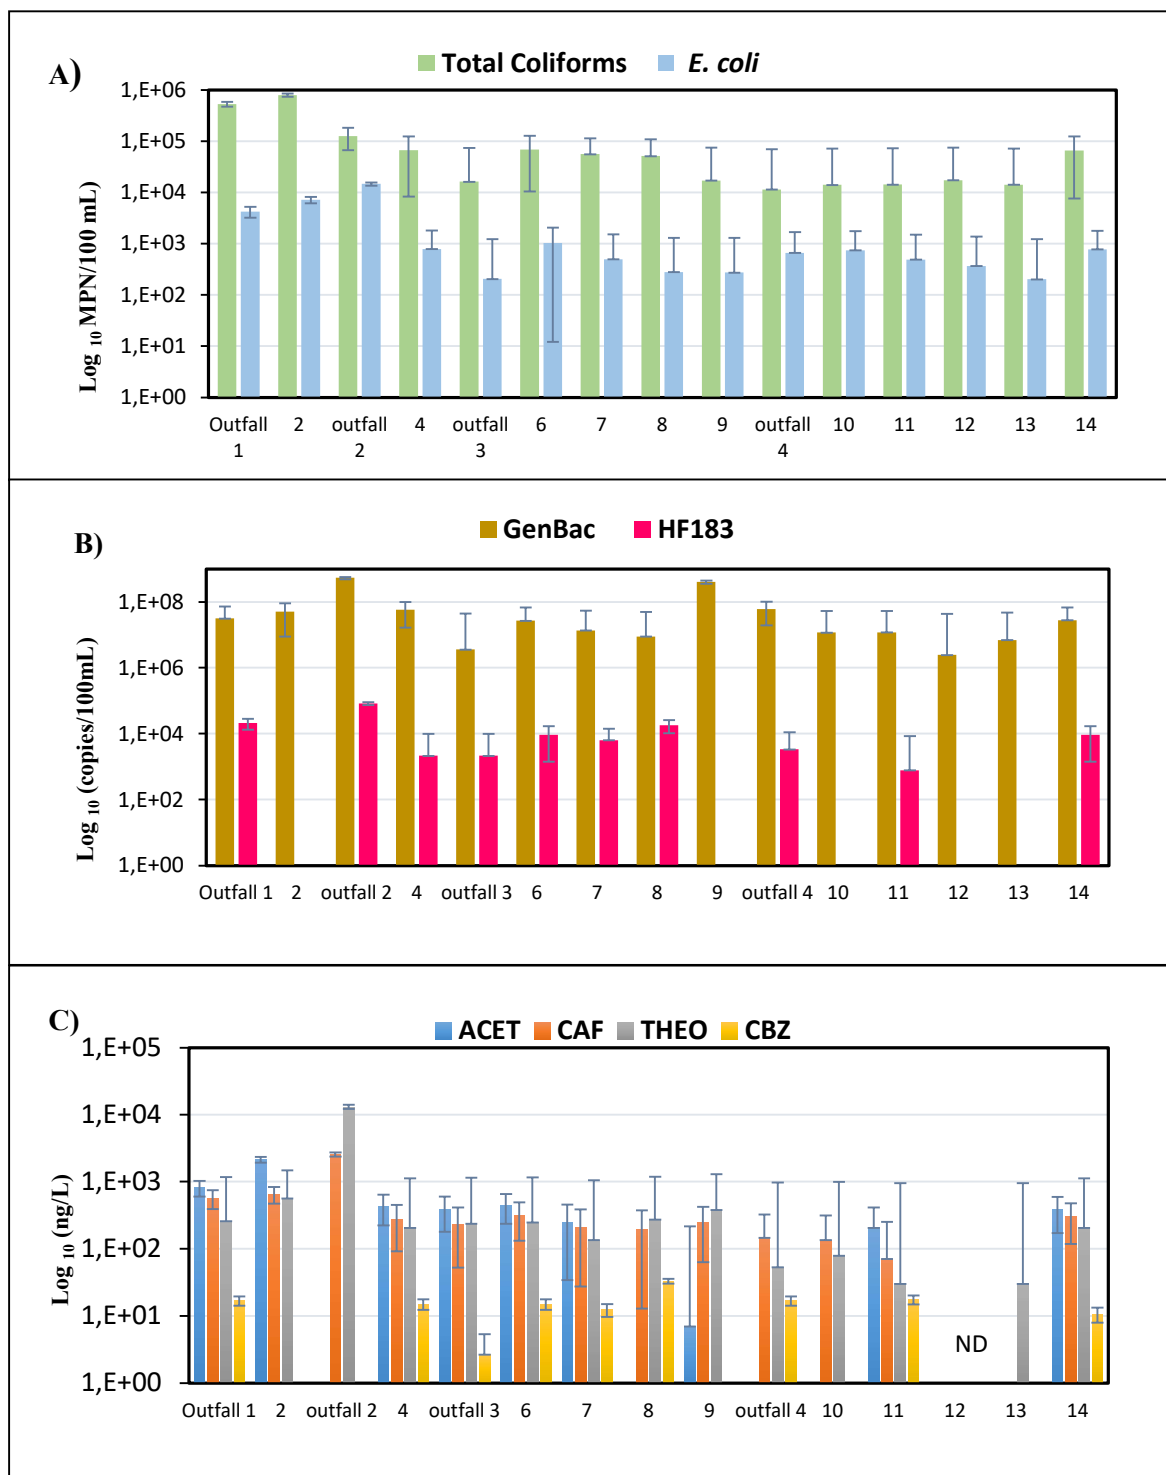 A)
Total Coliforms E. coli
Log 10 MPN/100 mL)
1,E+06
1,E+05
1,E+04
1,E+03
1,E+02
1,E+01
1,E+00
Outfall 1 2 outfall 2 4 outfall 3 6 7 8 9 outfall 4 10 11 12 13 14
B)
GenBac HF183
Log 10 (copies/100mL)
1,E+08
1,E+06
1,E+04
1,E+02
1,E+00
Outfall 1 2 outfall 2 4 outfall 3 6 7 8 9 outfall 4 10 11 12 13 14
C)
ACET CAF THEO CBZ
Log 10 (ng/L)
1,E+05
1,E+04
1,E+03
1,E+02
1,E+01
1,E+00
ND
Outfall 1 2 outfall 2 4 outfall 3 6 7 8 9 outfall 4 10 11 12 13 14